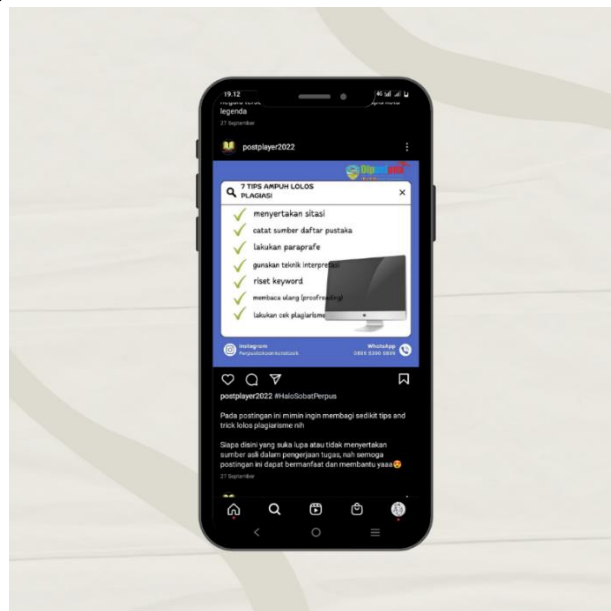 19.12
legenda
27 September
postplayer2022
7 TIPS AMPUH LOLOS
PLAGIASI
menyertakan sitasi
catat sumber daftar pustaka
lakukan paraprafe
gunakan teknik interpretasi
riset keyword
membaca ulang (proofreading)
lakukan cek plagiarisme
Instagram
WhatsApp
postplayer2022 #HaloSobatPerpus
Pada postingan ini mimin ingin membagi sedikit tips and
trick lolos plagiarisme nih
Siapa disini yang suka lupa atau tidak menyertakan
sumber asli dalam pengerjaan tugas, nah semoga
postingan ini dapat bermanfaat dan membantu yaaa😍
27 September